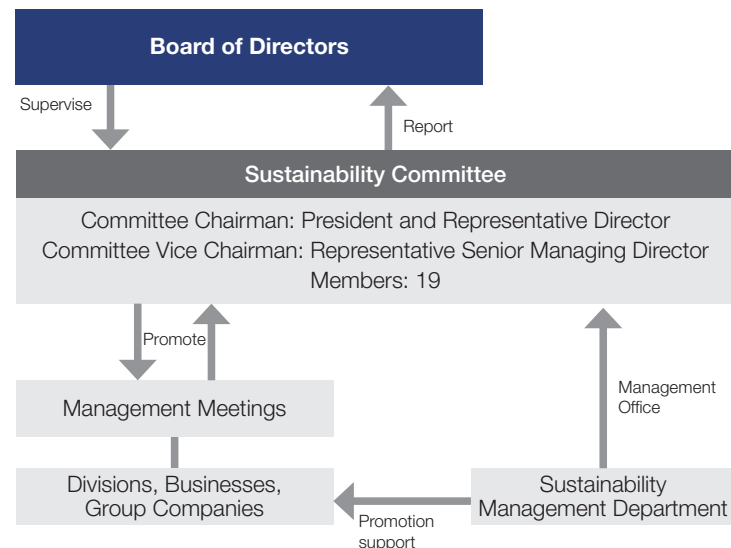 Board of Directors
Supervise
Report
Sustainability Committee
Committee Chairman: President and Representative Director
Committee Vice Chairman: Representative Senior Managing Director
Members: 19
Promote
Management Meetings
Management
Office
Divisions, Businesses,
Group Companies
Promotion
support
Sustainability
Management Department